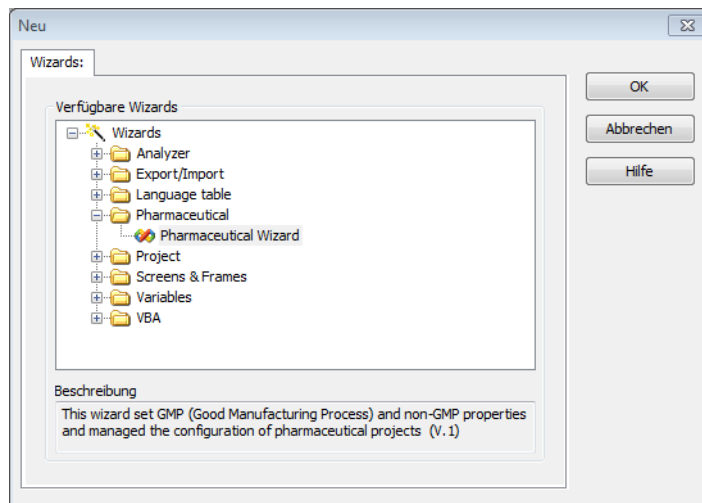 Neu
Wizards:
Verfügbare Wizards
Wizards
Analyzer
Export/Import
Language table
Pharmaceutical
Pharmaceutical Wizard
Project
Screens & Frames
Variables
VBA
Beschreibung
This wizard set GMP (Good Manufacturing Process) and non-GMP properties
and managed the configuration of pharmaceutical projects (V.1)
OK
Abbrechen
Hilfe